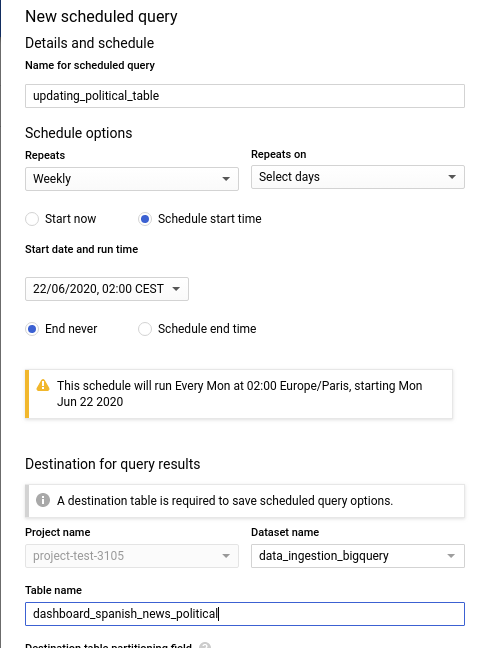 New scheduled query
Details and schedule
Name for scheduled query
updating_political_table
Schedule options
Repeats
Repeats on
Weekly
Select days
Start now
Schedule start time
Start date and run time
22/06/2020, 02:00 CEST
End never
Schedule end time
This schedule will run Every Mon at 02:00 Europe/Paris, starting Mon
Jun 22 2020
Destination for query results
A destination table is required to save scheduled query options.
Project name
Dataset name
project-test-3105
data_ingestion_bigquery
Table name
dashboard_spanish_news_political
Destination table partitioning field